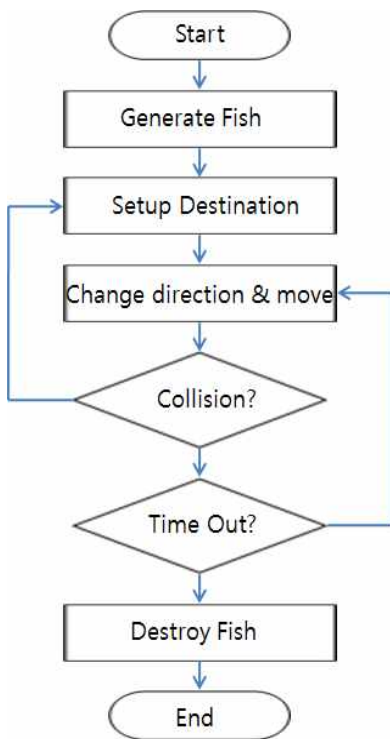 Start
Generate Fish
Setup Destination
Change direction & move
Collision?
Time Out?
Destroy Fish
End